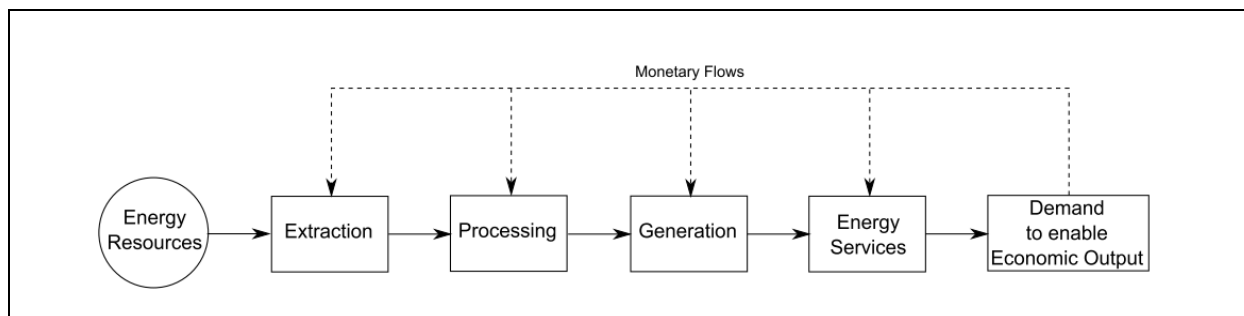 Monetary Flows
Energy
Resources
Extraction
Processing
Generation
Energy
Services
Demand
to enable
Economic Output